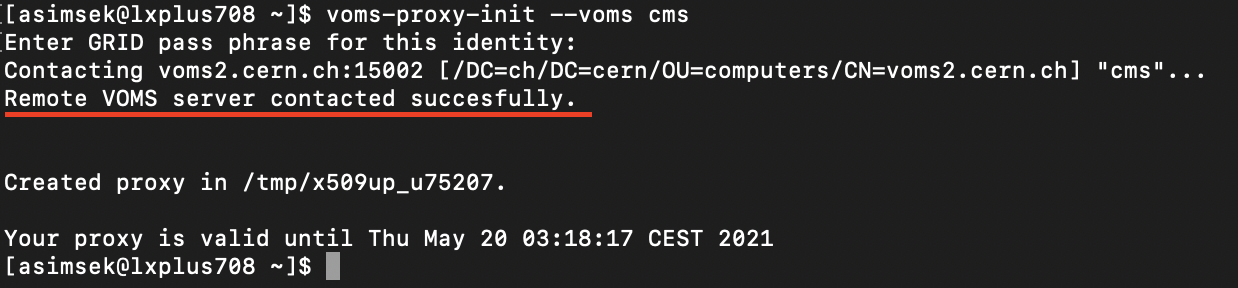 [asimsek@lxplus708 ~]$ voms-proxy-init --voms cms
Enter GRID pass phrase for this identity:
Contacting voms2.cern.ch:15002 [/DC=ch/DC=cern/OU=computers/CN=voms2.cern.ch] "cms"...
Remote VOMS server contacted succesfully.
Created proxy in /tmp/x509up_u75207.
Your proxy is valid until Thu May 20 03:18:17 CEST 2021
[asimsek@lxplus708 ~]$